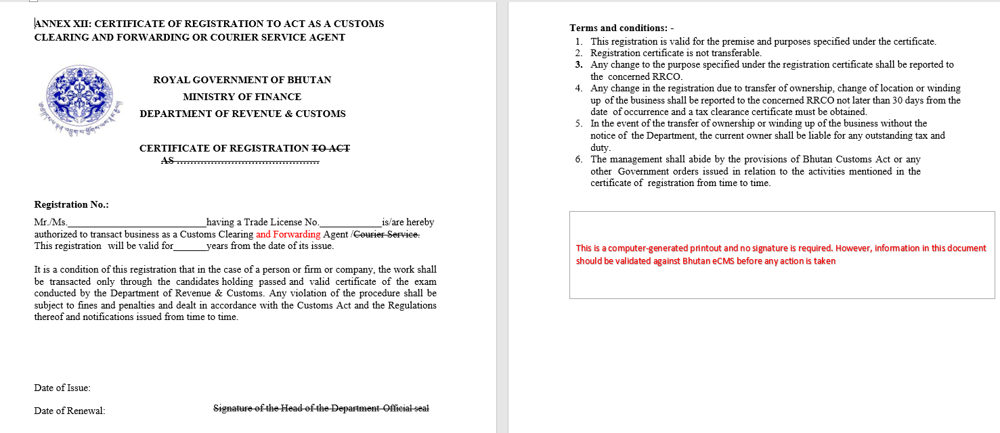 ANNEX XII: CERTIFICATE OF REGISTRATION TO ACT AS A CUSTOMS
CLEARING AND FORWARDING OR COURIER SERVICE AGENT
ROYAL GOVERNMENT OF BHUTAN
MINISTRY OF FINANCE
DEPARTMENT OF REVENUE & CUSTOMS
CERTIFICATE OF REGISTRATION TO ACT
AS ..........................................
Registration No.:
Mr./Ms.____________________________having a Trade License No._____________is/are hereby
authorized to transact business as a Customs Clearing and Forwarding Agent /Courier Service.
This registration will be valid for_______years from the date of its issue.
It is a condition of this registration that in the case of a person or firm or company, the work shall
be transacted only through the candidates holding passed and valid certificate of the exam
conducted by the Department of Revenue & Customs. Any violation of the procedure shall be
subject to fines and penalties and dealt in accordance with the Customs Act and the Regulations
thereof and notifications issued from time to time.
Date of Issue:
Date of Renewal:
Signature of the Head of the Department Official seal
Terms and conditions: -
1. This registration is valid for the premise and purposes specified under the certificate.
2. Registration certificate is not transferable.
3. Any change to the purpose specified under the registration certificate shall be reported to
the concerned RRCO.
4. Any change in the registration due to transfer of ownership, change of location or winding
up of the business shall be reported to the concerned RRCO not later than 30 days from the
date of occurrence and a tax clearance certificate must be obtained.
5. In the event of the transfer of ownership or winding up of the business without the
notice of the Department, the current owner shall be liable for any outstanding tax and
duty.
6. The management shall abide by the provisions of Bhutan Customs Act or any
other Government orders issued in relation to the activities mentioned in the
certificate of registration from time to time.
This is a computer-generated printout and no signature is required. However, information in this document
should be validated against Bhutan eCMS before any action is taken